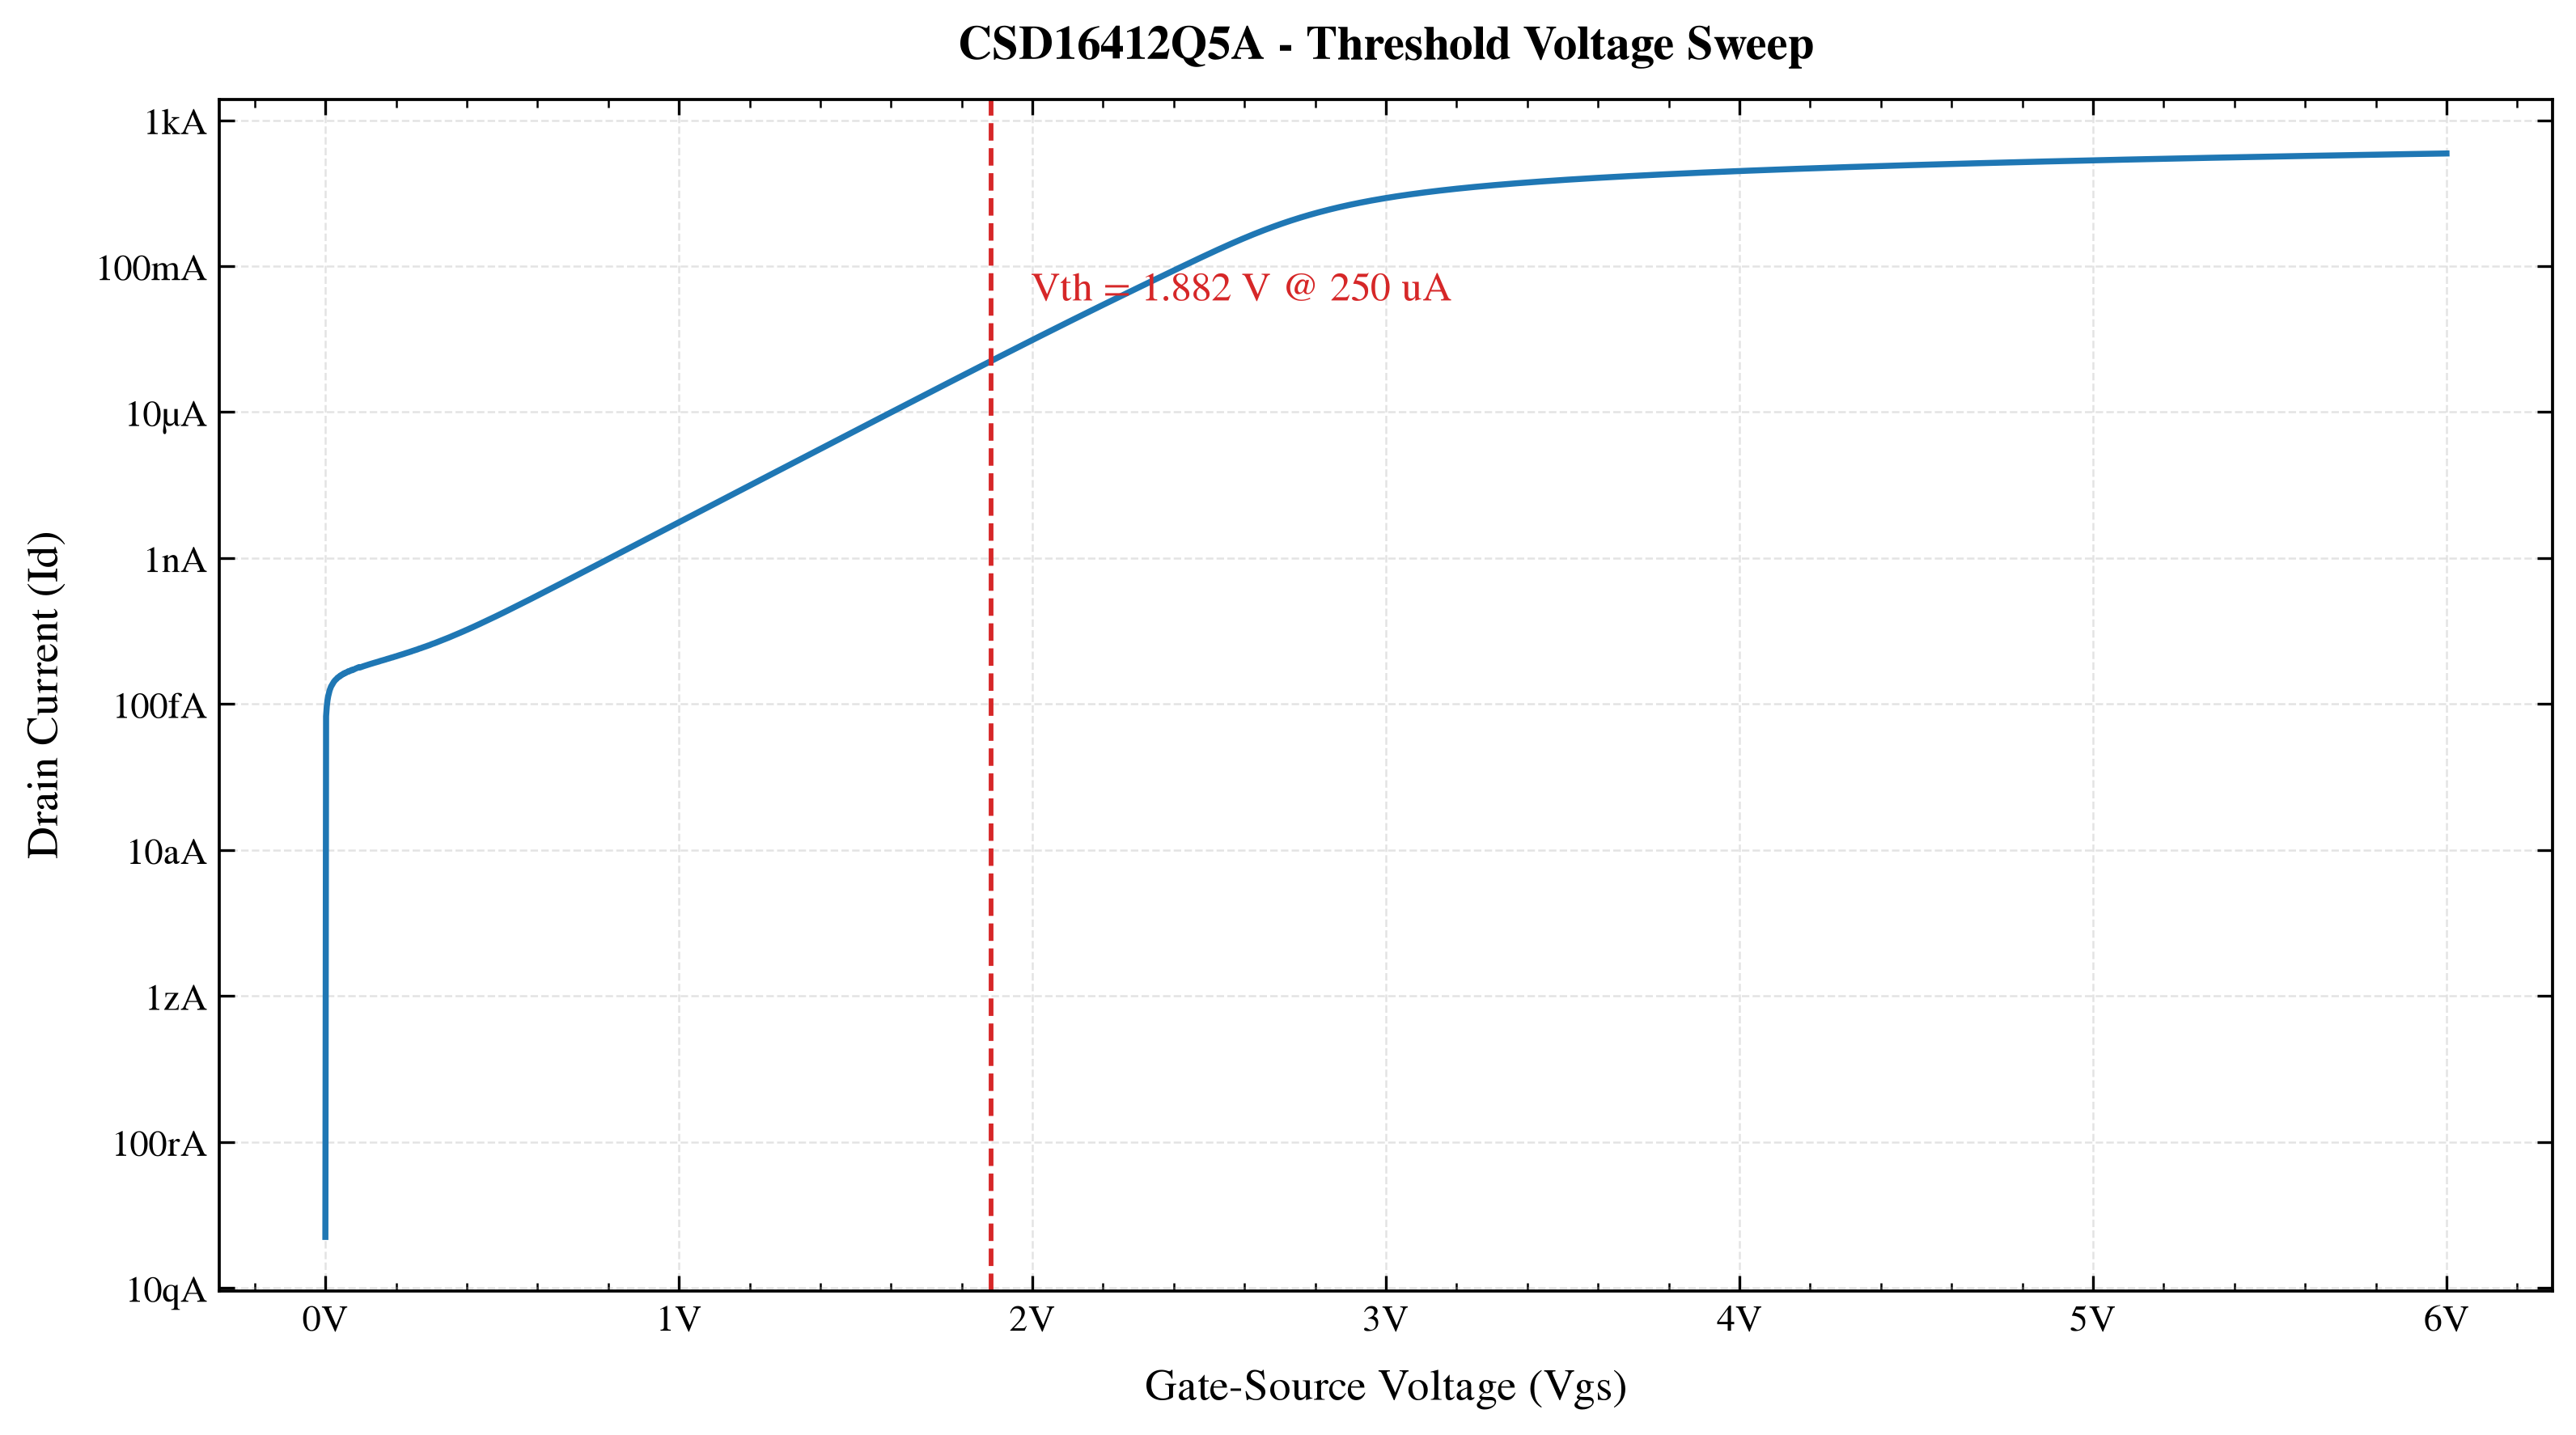 CSD16412Q5A - Threshold Voltage Sweep
1kA
100mA
10µA
1nA
100fA
10aA
1zA
100rA
10qA
Drain Current (Id)
Vth = 1.882 V @ 250 uA
0V
1V
2V
3V
4V
5V
6V
Gate-Source Voltage (Vgs)